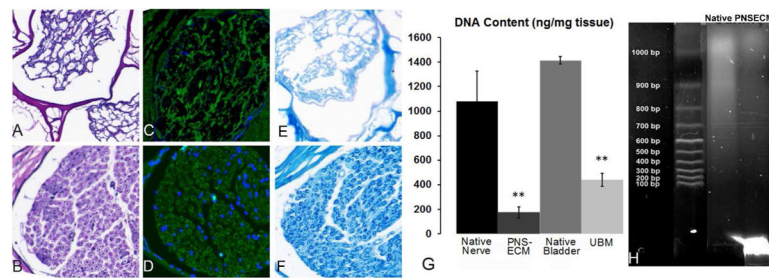 A
B
C
D
E
F
DNA Content (ng/mg tissue)
1600
1400
1200
1000
800
600
400
200
0
**
**
Native Nerve
PNS-ECM
Native Bladder
UBM
G
Native PNSECM
1000 bp
900 bp
800 bp
700 bp
600 bp
500 bp
400 bp
300 bp
200 bp
100 bp
H